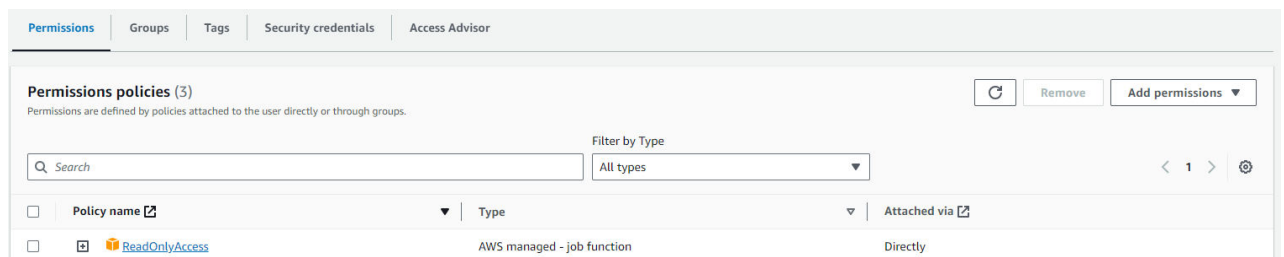 Permissions Groups Tags Security credentials Access Advisor
Permissions policies (3)
Remove Add permissions
Permissions are defined by policies attached to the user directly or through groups.
Filter by Type
Search All types 1
Policy name Type Attached via
ReadOnlyAccess AWS managed - job function Directly